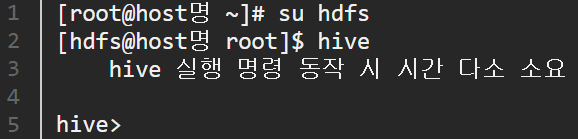 1 [root@host명 ~]# su hdfs
2 [hdfs@host명 root]$ hive
3 hive 실행 명령 동작 시 시간 다소 소요
4
5 hive>